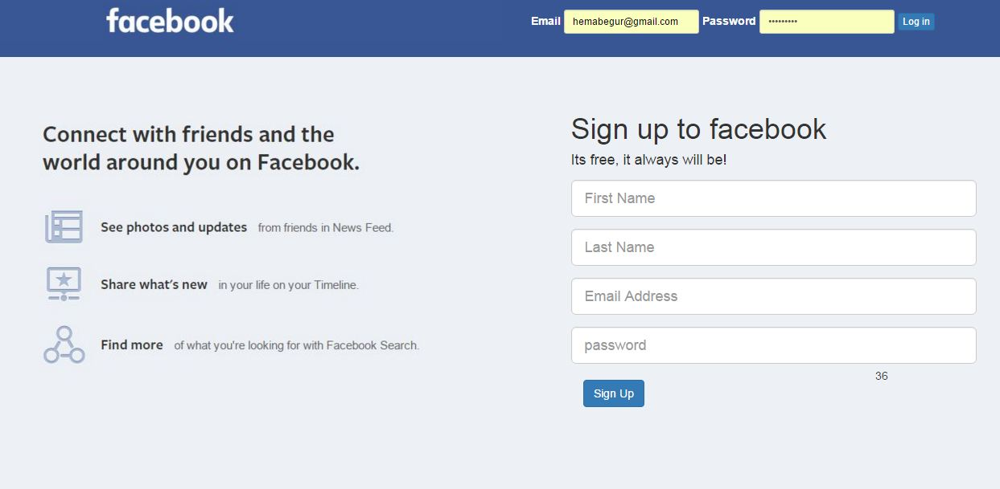 facebook
Email hemabegur@gmail.com Password ••••••••• Log in
Connect with friends and the
world around you on Facebook.
See photos and updates from friends in News Feed.
Share what's new in your life on your Timeline.
Find more of what you're looking for with Facebook Search.
Sign up to facebook
Its free, it always will be!
First Name
Last Name
Email Address
password
36
Sign Up